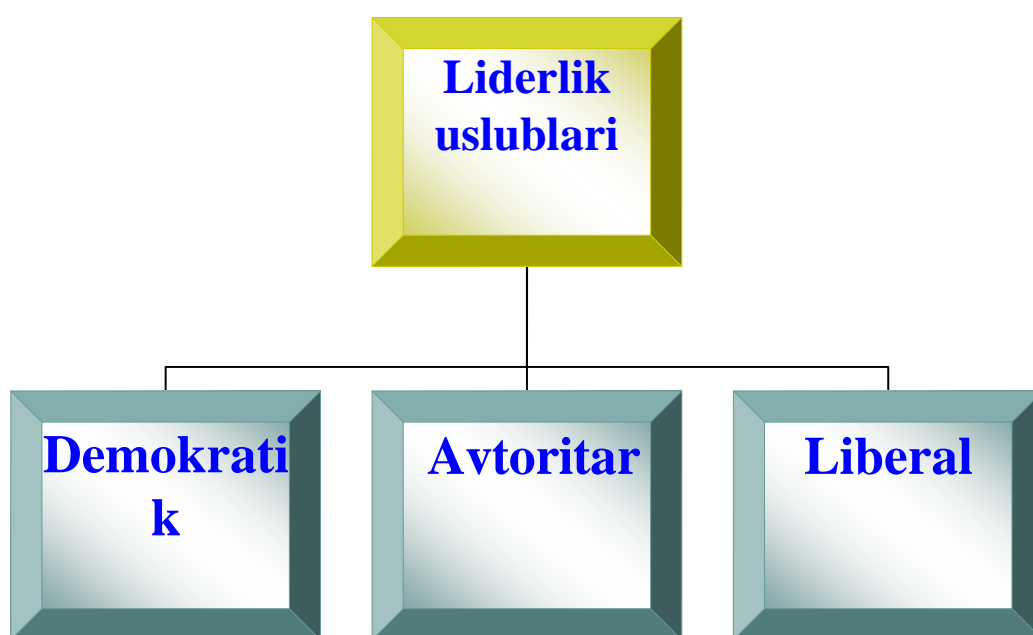 Liderlik
uslublari
Demokrati
k
Avtoritar
Liberal